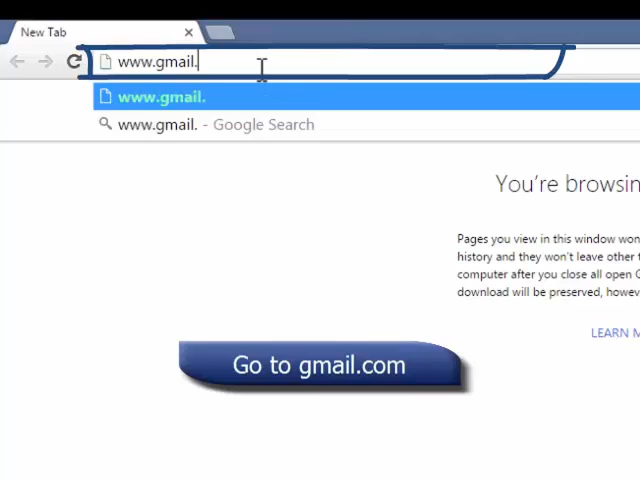 New Tab
www.gmail.
www.gmail.
www.gmail. - Google Search
You're browsin
Pages you view in this window won
history and they won't leave other t
computer after you close all open G
download will be preserved, howeve
LEARN M
Go to gmail.com